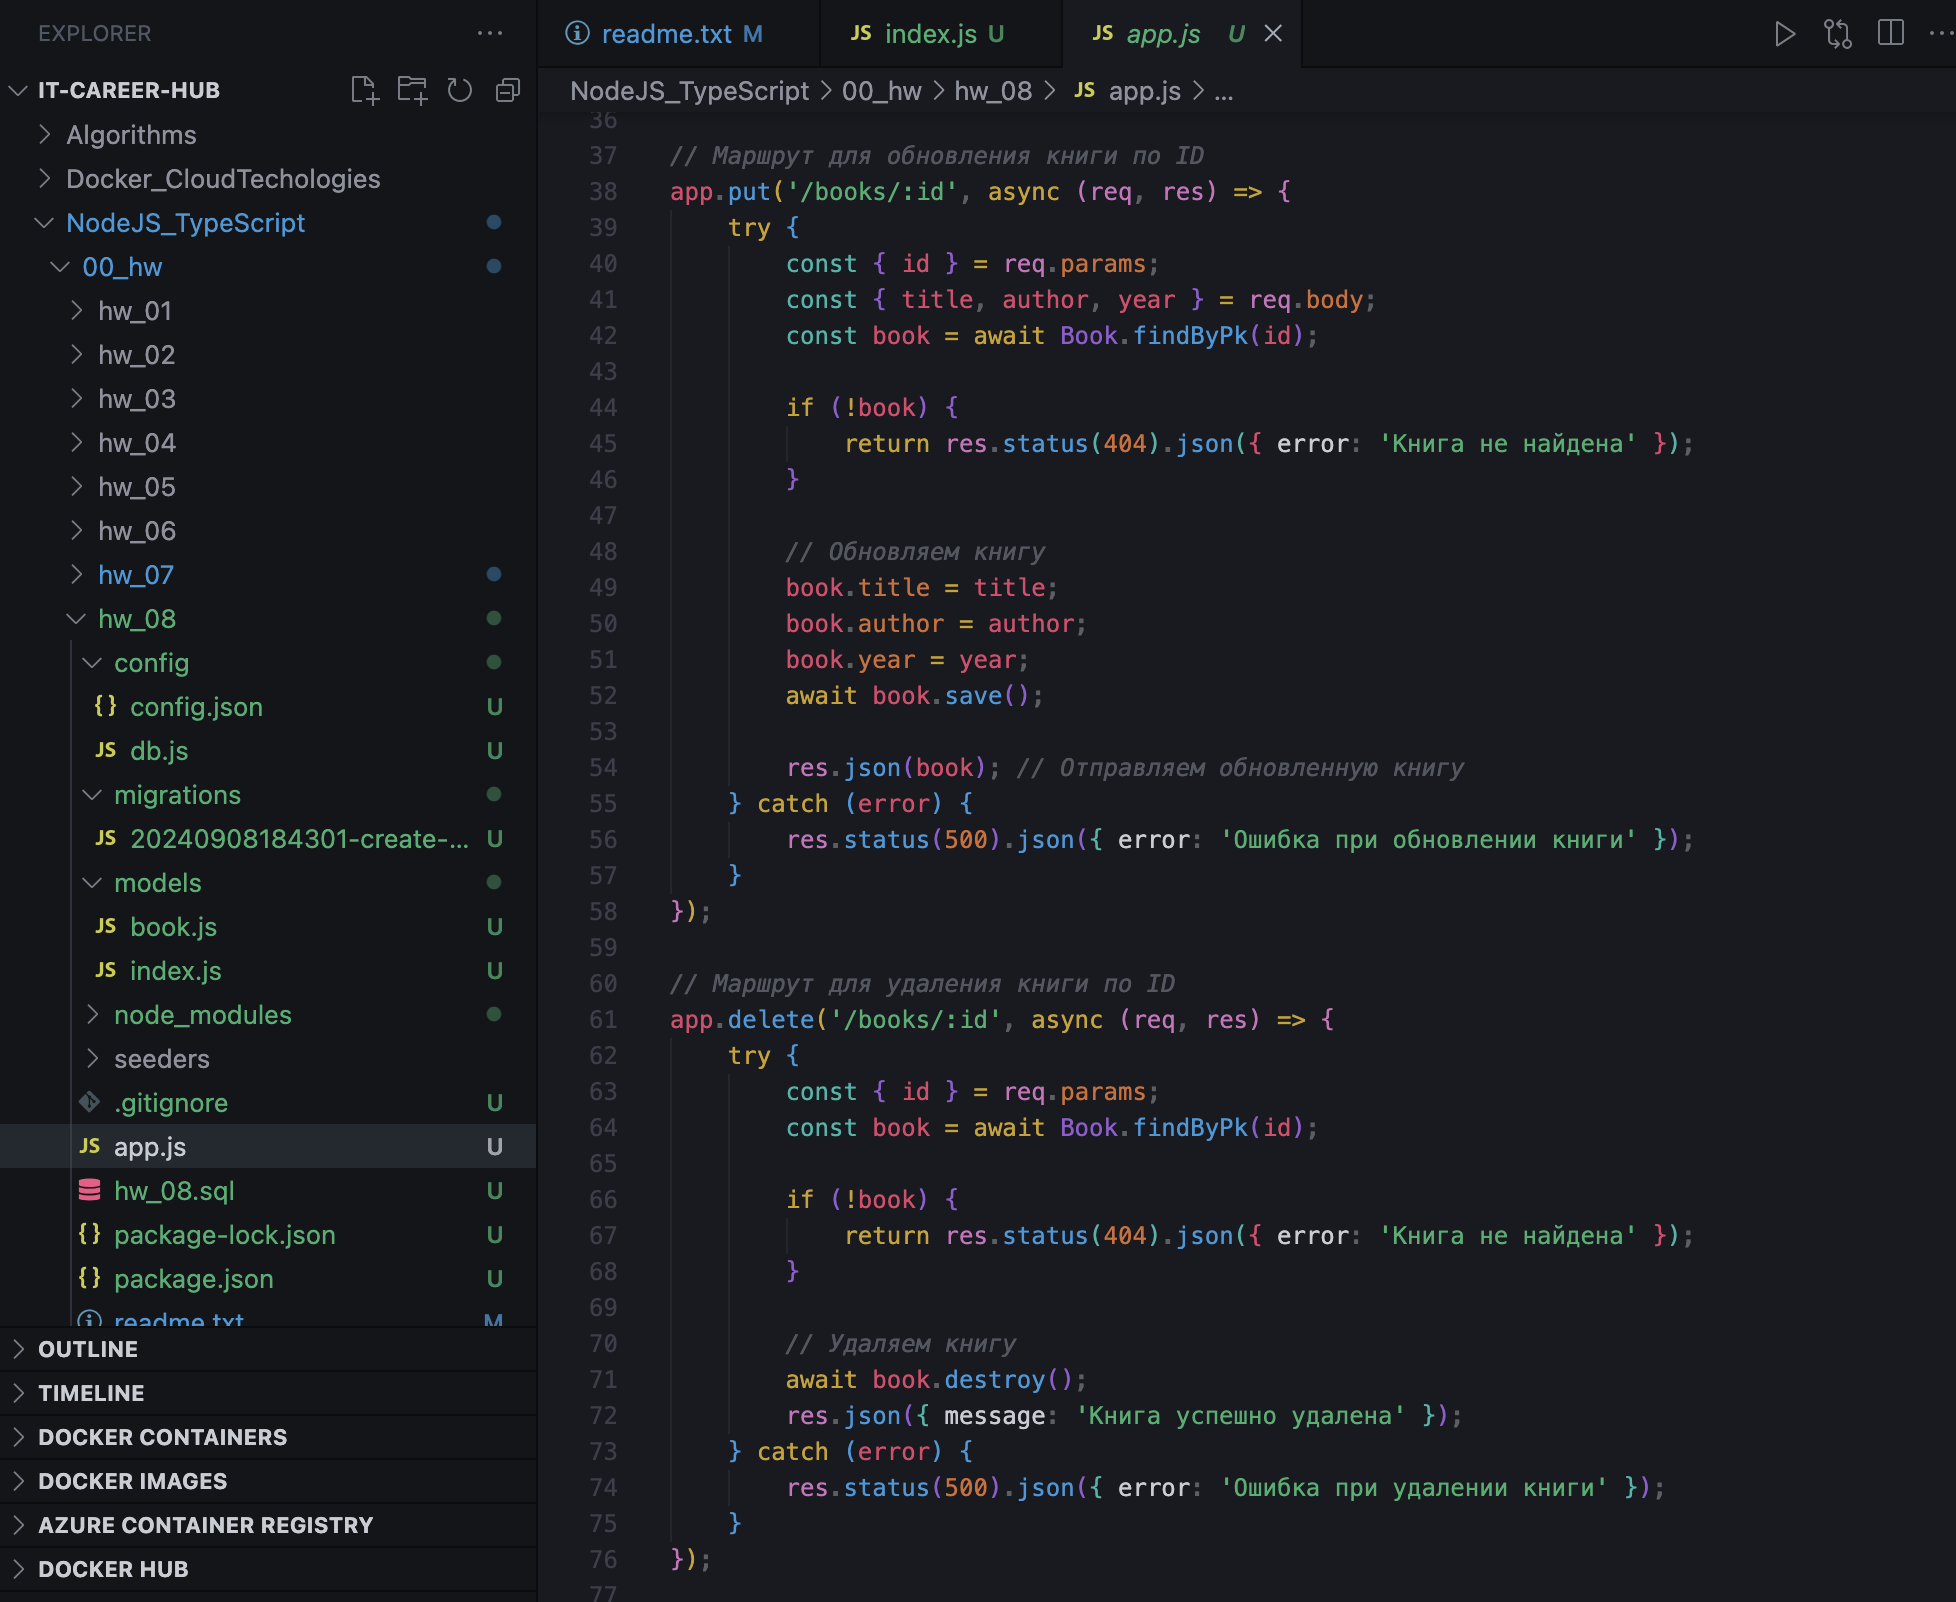 EXPLORER
IT-CAREER-HUB
Algorithms
Docker_CloudTechologies
NodeJS_TypeScript
00_hw
hw_01
hw_02
hw_03
hw_04
hw_05
hw_06
hw_07
hw_08
config
{} config.json U
JS db.js U
migrations
JS 20240908184301-create-... U
models
JS book.js U
JS index.js U
node_modules
seeders
.gitignore U
JS app.js U
hw_08.sql U
{} package-lock.json U
{} package.json U
readme.txt M
OUTLINE
TIMELINE
DOCKER CONTAINERS
DOCKER IMAGES
AZURE CONTAINER REGISTRY
DOCKER HUB
readme.txt M JS index.js U JS app.js U
NodeJS_TypeScript > 00_hw > hw_08 > JS app.js > ...
36
37 // Маршрут для обновления книги по ID
38 app.put('/books/:id', async (req, res) => {
39 try {
40 const { id } = req.params;
41 const { title, author, year } = req.body;
42 const book = await Book.findByPk(id);
43
44 if (!book) {
45 return res.status(404).json({ error: 'Книга не найдена' });
46 }
47
48 // Обновляем книгу
49 book.title = title;
50 book.author = author;
51 book.year = year;
52 await book.save();
53
54 res.json(book); // Отправляем обновленную книгу
55 } catch (error) {
56 res.status(500).json({ error: 'Ошибка при обновлении книги' });
57 }
58 });
59
60 // Маршрут для удаления книги по ID
61 app.delete('/books/:id', async (req, res) => {
62 try {
63 const { id } = req.params;
64 const book = await Book.findByPk(id);
65
66 if (!book) {
67 return res.status(404).json({ error: 'Книга не найдена' });
68 }
69
70 // Удаляем книгу
71 await book.destroy();
72 res.json({ message: 'Книга успешно удалена' });
73 } catch (error) {
74 res.status(500).json({ error: 'Ошибка при удалении книги' });
75 }
76 });
77